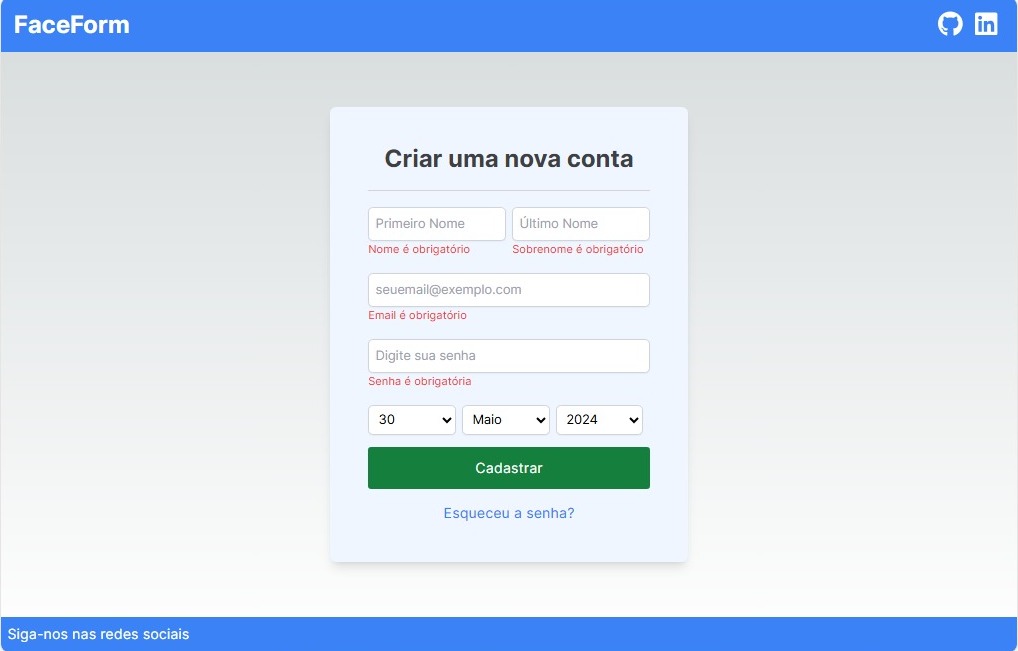 FaceForm
Criar uma nova conta
Primeiro Nome Último Nome
Nome é obrigatório Sobrenome é obrigatório
seuemail@exemplo.com
Email é obrigatório
Digite sua senha
Senha é obrigatória
30 Maio 2024
Cadastrar
Esqueceu a senha?
Siga-nos nas redes sociais